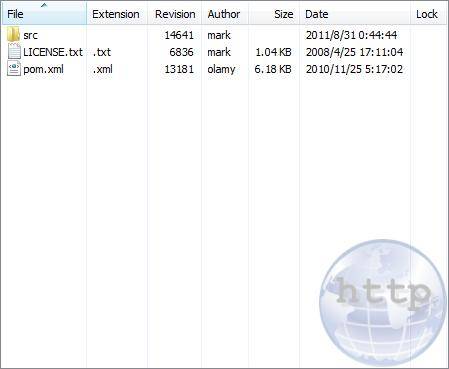 File Extension Revision Author Size Date Lock
src 14641 mark 2011/8/31 0:44:44
LICENSE.txt .txt 6836 mark 1.04 KB 2008/4/25 17:11:04
pom.xml .xml 13181 olamy 6.18 KB 2010/11/25 5:17:02
http